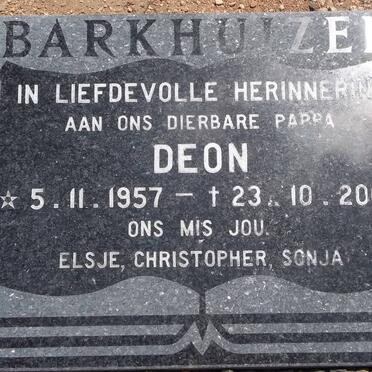 BARKHUIZE
IN LIEFDEVOLLE HERINNERIN
AAN ONS DIERBARE PAPPA
DEON
☆ 5.11.1957 – † 23.10.20
ONS MIS JOU.
ELSJE, CHRISTOPHER, SONJA